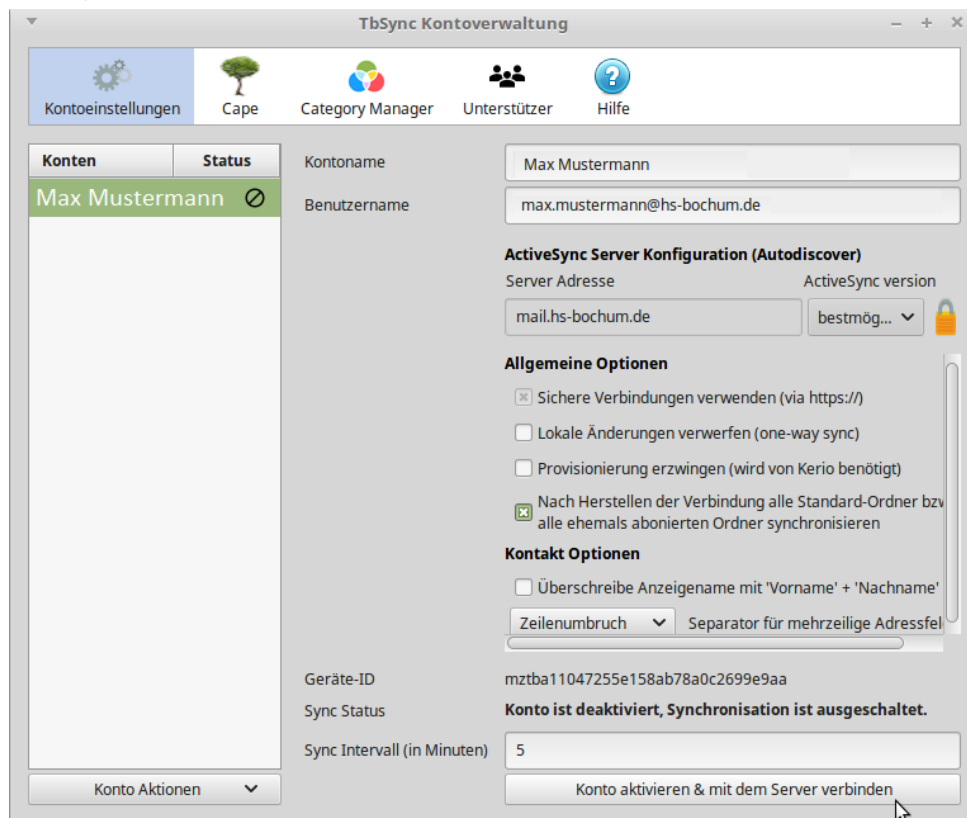 TbSync Kontoverwaltung
Kontoeinstellungen Cape Category Manager Unterstützer Hilfe
Konten Status
Max Mustermann
Kontoname Max Mustermann
Benutzername max.mustermann@hs-bochum.de
ActiveSync Server Konfiguration (Autodiscover)
Server Adresse ActiveSync version
mail.hs-bochum.de bestmög...
Allgemeine Optionen
Sichere Verbindungen verwenden (via https://)
Lokale Änderungen verwerfen (one-way sync)
Provisionierung erzwingen (wird von Kerio benötigt)
Nach Herstellen der Verbindung alle Standard-Ordner bzw
alle ehemals abonierten Ordner synchronisieren
Kontakt Optionen
Überschreibe Anzeigename mit 'Vorname' + 'Nachname'
Zeilenumbruch Separator für mehrzeilige Adressfel
Geräte-ID mztba11047255e158ab78a0c2699e9aa
Sync Status Konto ist deaktiviert, Synchronisation ist ausgeschaltet.
Sync Intervall (in Minuten) 5
Konto Aktionen Konto aktivieren & mit dem Server verbinden